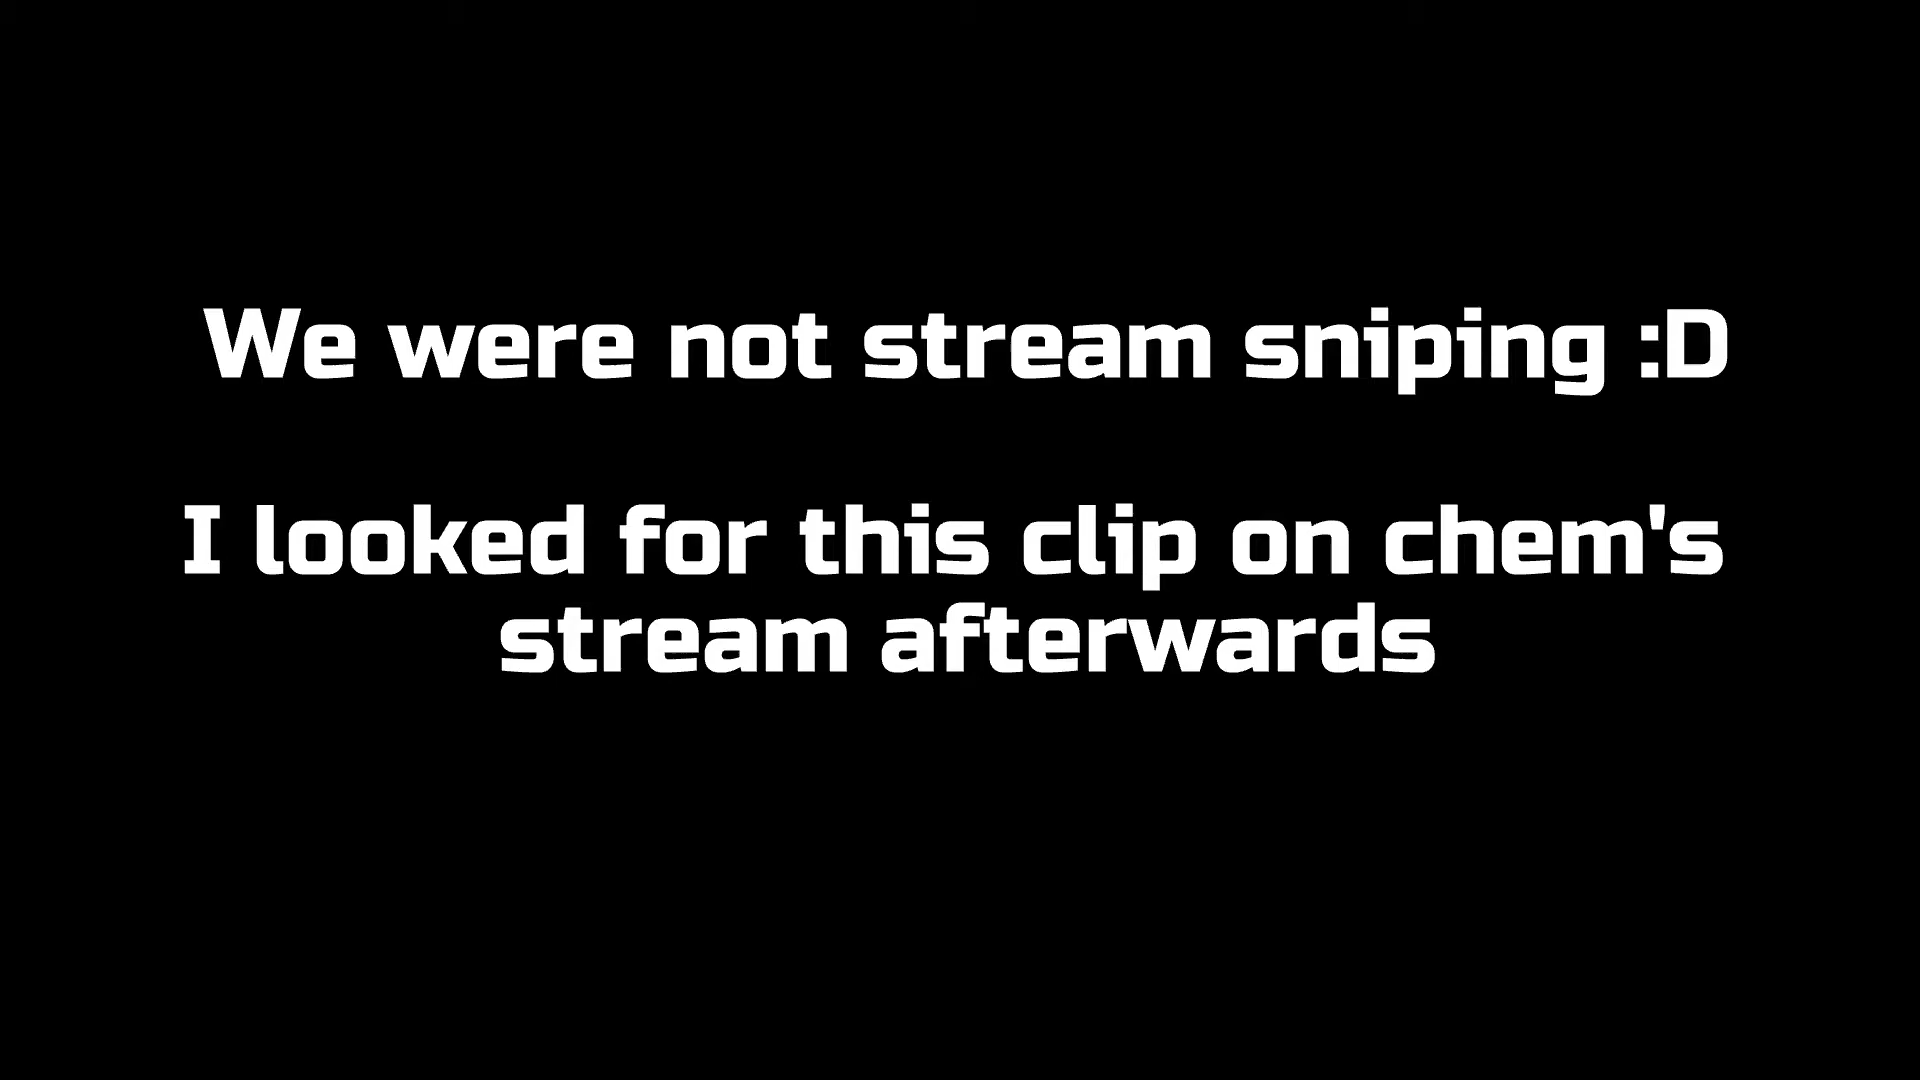 We were not stream sniping :D
I looked for this clip on chem's
stream afterwards